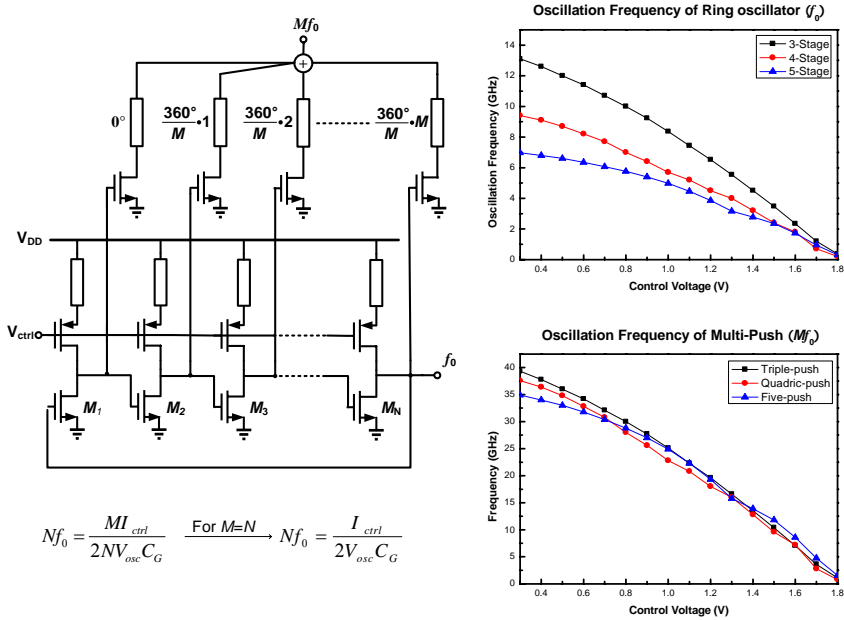 Mf₀
0°
360°/M •1
360°/M •2
360°/M •M
V_DD
V_ctrl
f₀
M₁
M₂
M₃
M_N
Nf₀ = MI_ctrl / 2NV_osc C_G  For M=N  Nf₀ = I_ctrl / 2V_osc C_G
Oscillation Frequency of Ring oscillator (f₀)
3-Stage
4-Stage
5-Stage
Oscillation Frequency (GHz)
14
12
10
8
6
4
2
0
0.4 0.6 0.8 1.0 1.2 1.4 1.6 1.8
Control Voltage (V)
Oscillation Frequency of Multi-Push (Mf₀)
Triple-push
Quadric-push
Five-push
Frequency (GHz)
40
35
30
25
20
15
10
5
0
0.4 0.6 0.8 1.0 1.2 1.4 1.6 1.8
Control Voltage (V)